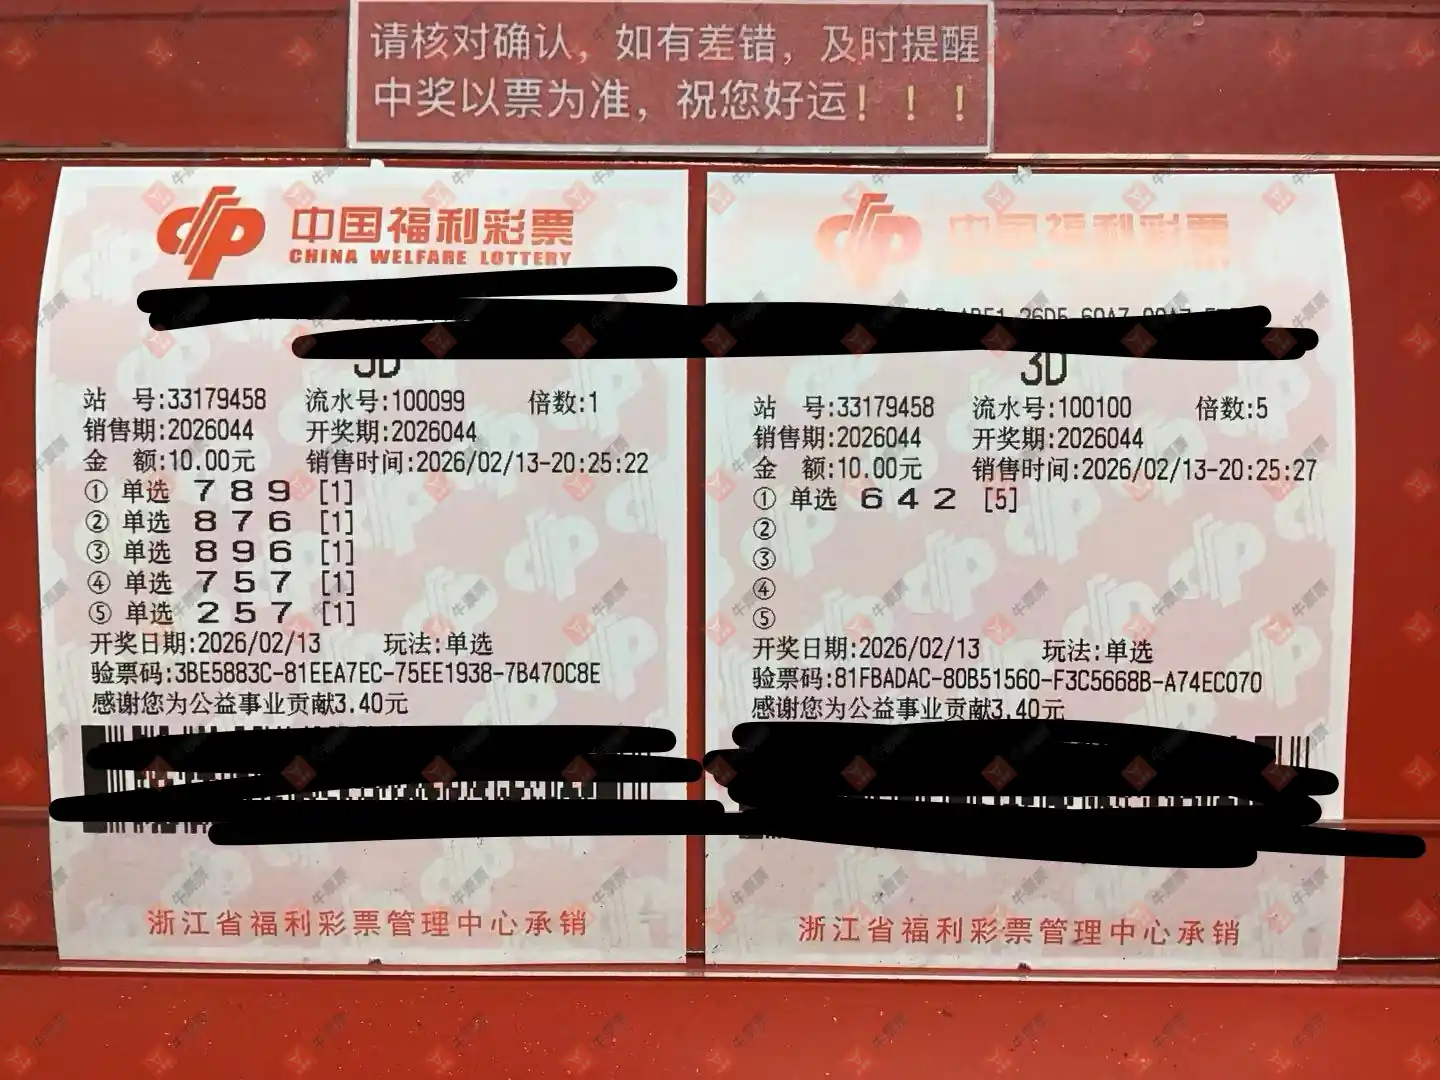 请核对确认，如有差错，及时提醒
中奖以票为准，祝您好运！！！
中国福利彩票
CHINA WELFARE LOTTERY
3D
站　号:33179458　流水号:100099　倍数:1
销售期:2026044　开奖期:2026044
金　额:10.00元　销售时间:2026/02/13-20:25:22
① 单选 7 8 9 [1]
② 单选 8 7 6 [1]
③ 单选 8 9 6 [1]
④ 单选 7 5 7 [1]
⑤ 单选 2 5 7 [1]
开奖日期:2026/02/13　玩法:单选
验票码:3BE5883C-81EEA7EC-75EE1938-7B470C8E
感谢您为公益事业贡献3.40元
浙江省福利彩票管理中心承销
中国福利彩票
3D
站　号:33179458　流水号:100100　倍数:5
销售期:2026044　开奖期:2026044
金　额:10.00元　销售时间:2026/02/13-20:25:27
① 单选 6 4 2 [5]
②
③
④
⑤
开奖日期:2026/02/13　玩法:单选
验票码:81FBADAC-80B51560-F3C5668B-A74EC070
感谢您为公益事业贡献3.40元
浙江省福利彩票管理中心承销
牛票票